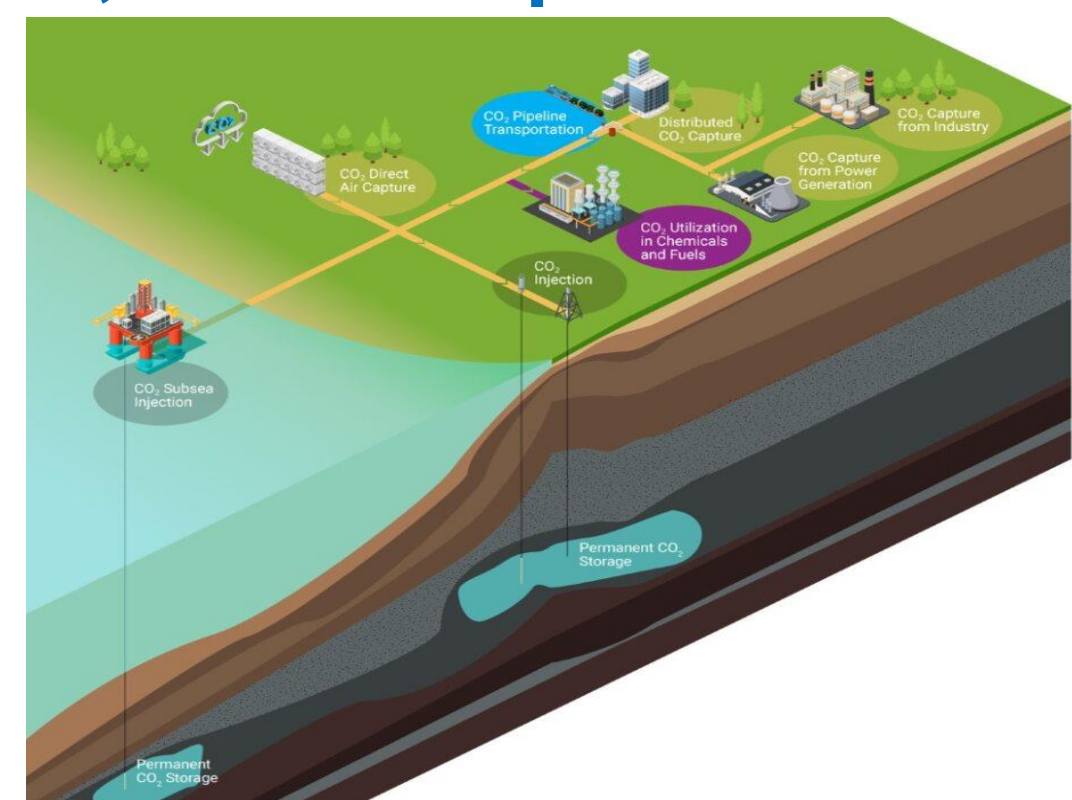 CO₂ Pipeline
Transportation
Distributed
CO₂ Capture
CO₂ Capture
from Industry
CO₂
CO₂ Direct
Air Capture
CO₂ Capture
from Power
Generation
CO₂ Utilization
in Chemicals
and Fuels
CO₂
Injection
CO₂ Subsea
Injection
Permanent CO₂
Storage
Permanent
CO₂ Storage